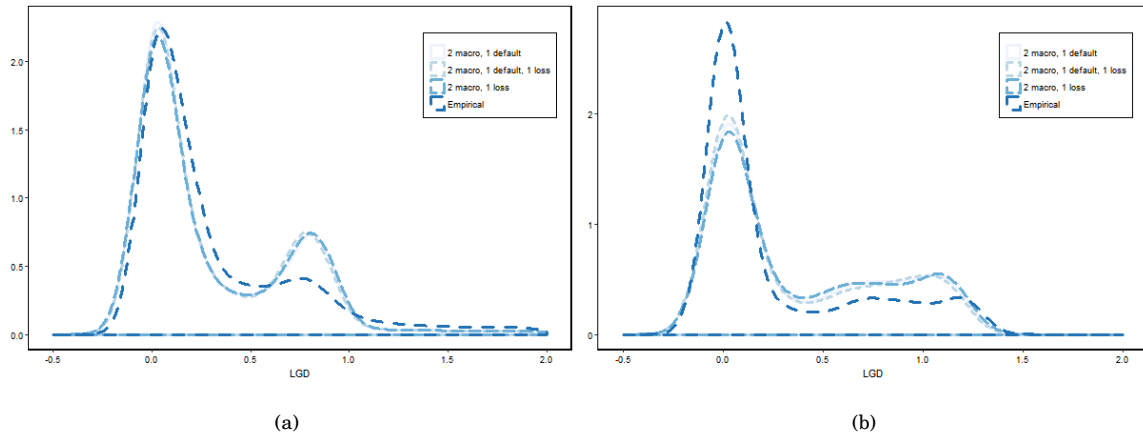 2 macro, 1 default
2 macro, 1 default, 1 loss
2 macro, 1 loss
Empirical
2.0
1.5
1.0
0.5
0.0
-0.5 0.0 0.5 1.0 1.5 2.0
LGD
(a)
2 macro, 1 default
2 macro, 1 default, 1 loss
2 macro, 1 loss
Empirical
2
1
0
-0.5 0.0 0.5 1.0 1.5 2.0
LGD
(b)